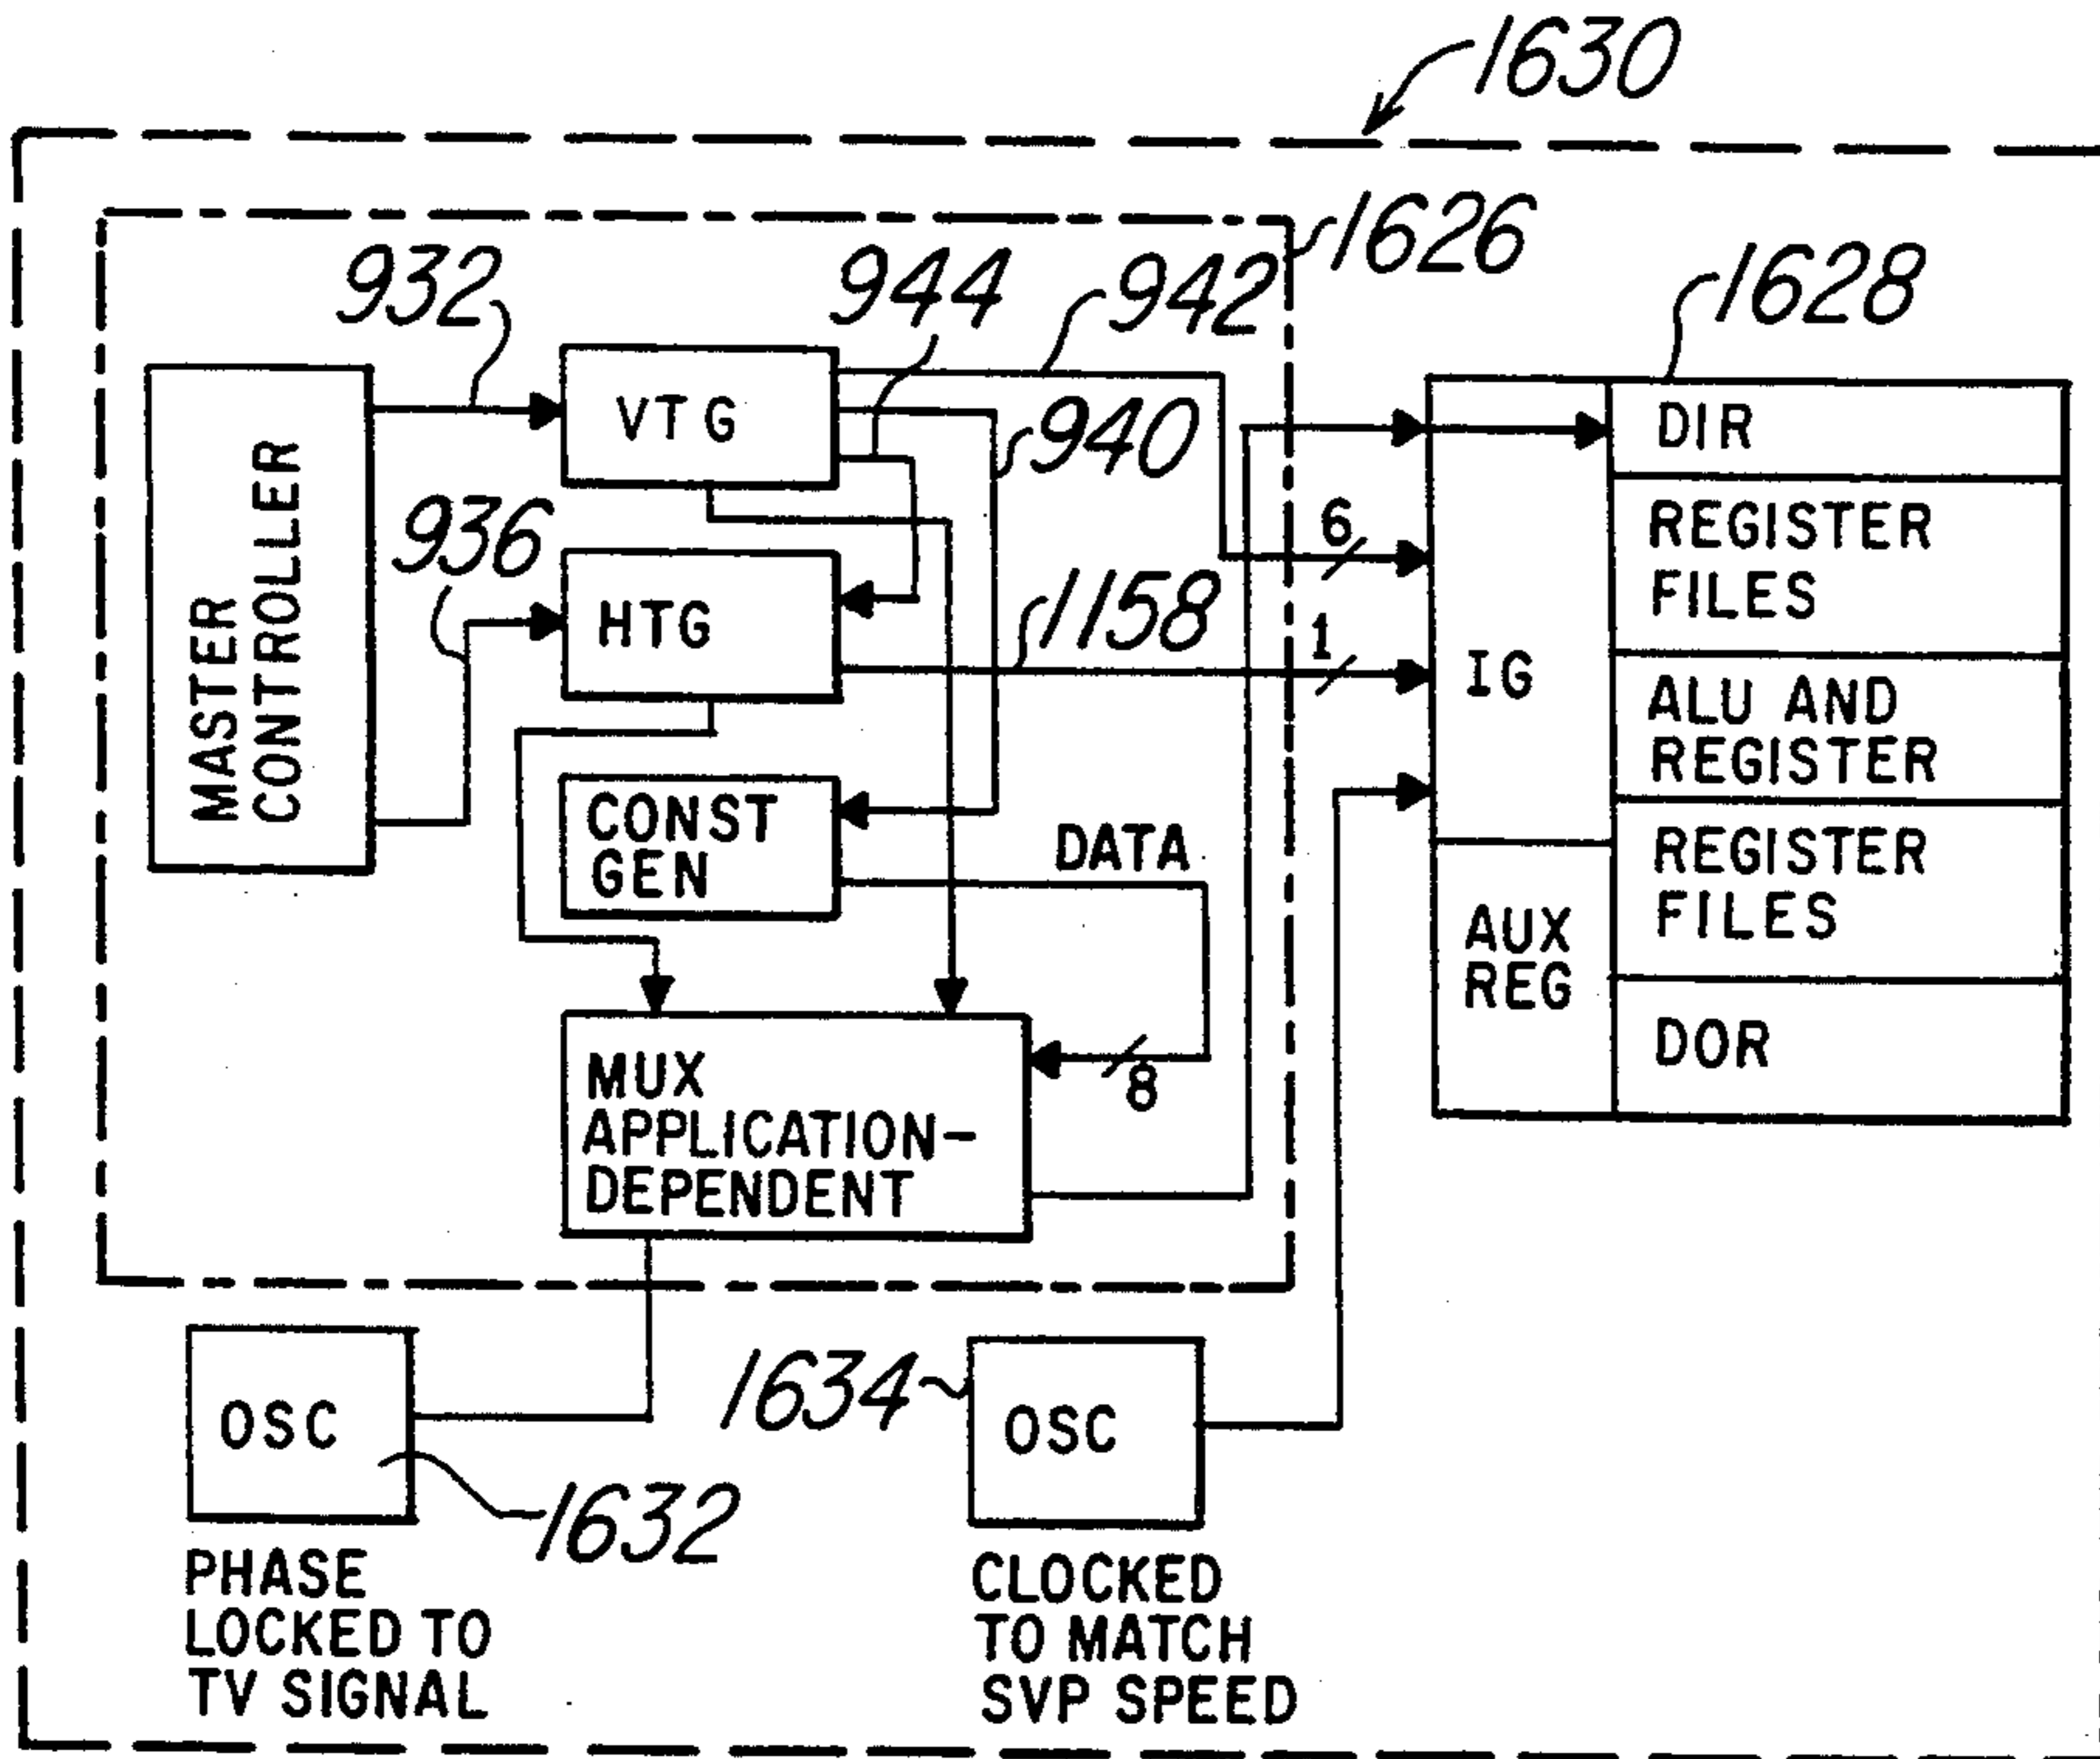 1630
1626
932
944
942
1628
VTG
940
DIR
936
6
REGISTER
FILES
MASTER
CONTROLLER
HTG
1158
1
IG
ALU AND
REGISTER
CONST
GEN
DATA
REGISTER
FILES
AUX
REG
DOR
MUX
APPLICATION-
DEPENDENT
8
OSC
1632
1634
OSC
PHASE
LOCKED TO
TV SIGNAL
CLOCKED
TO MATCH
SVP SPEED